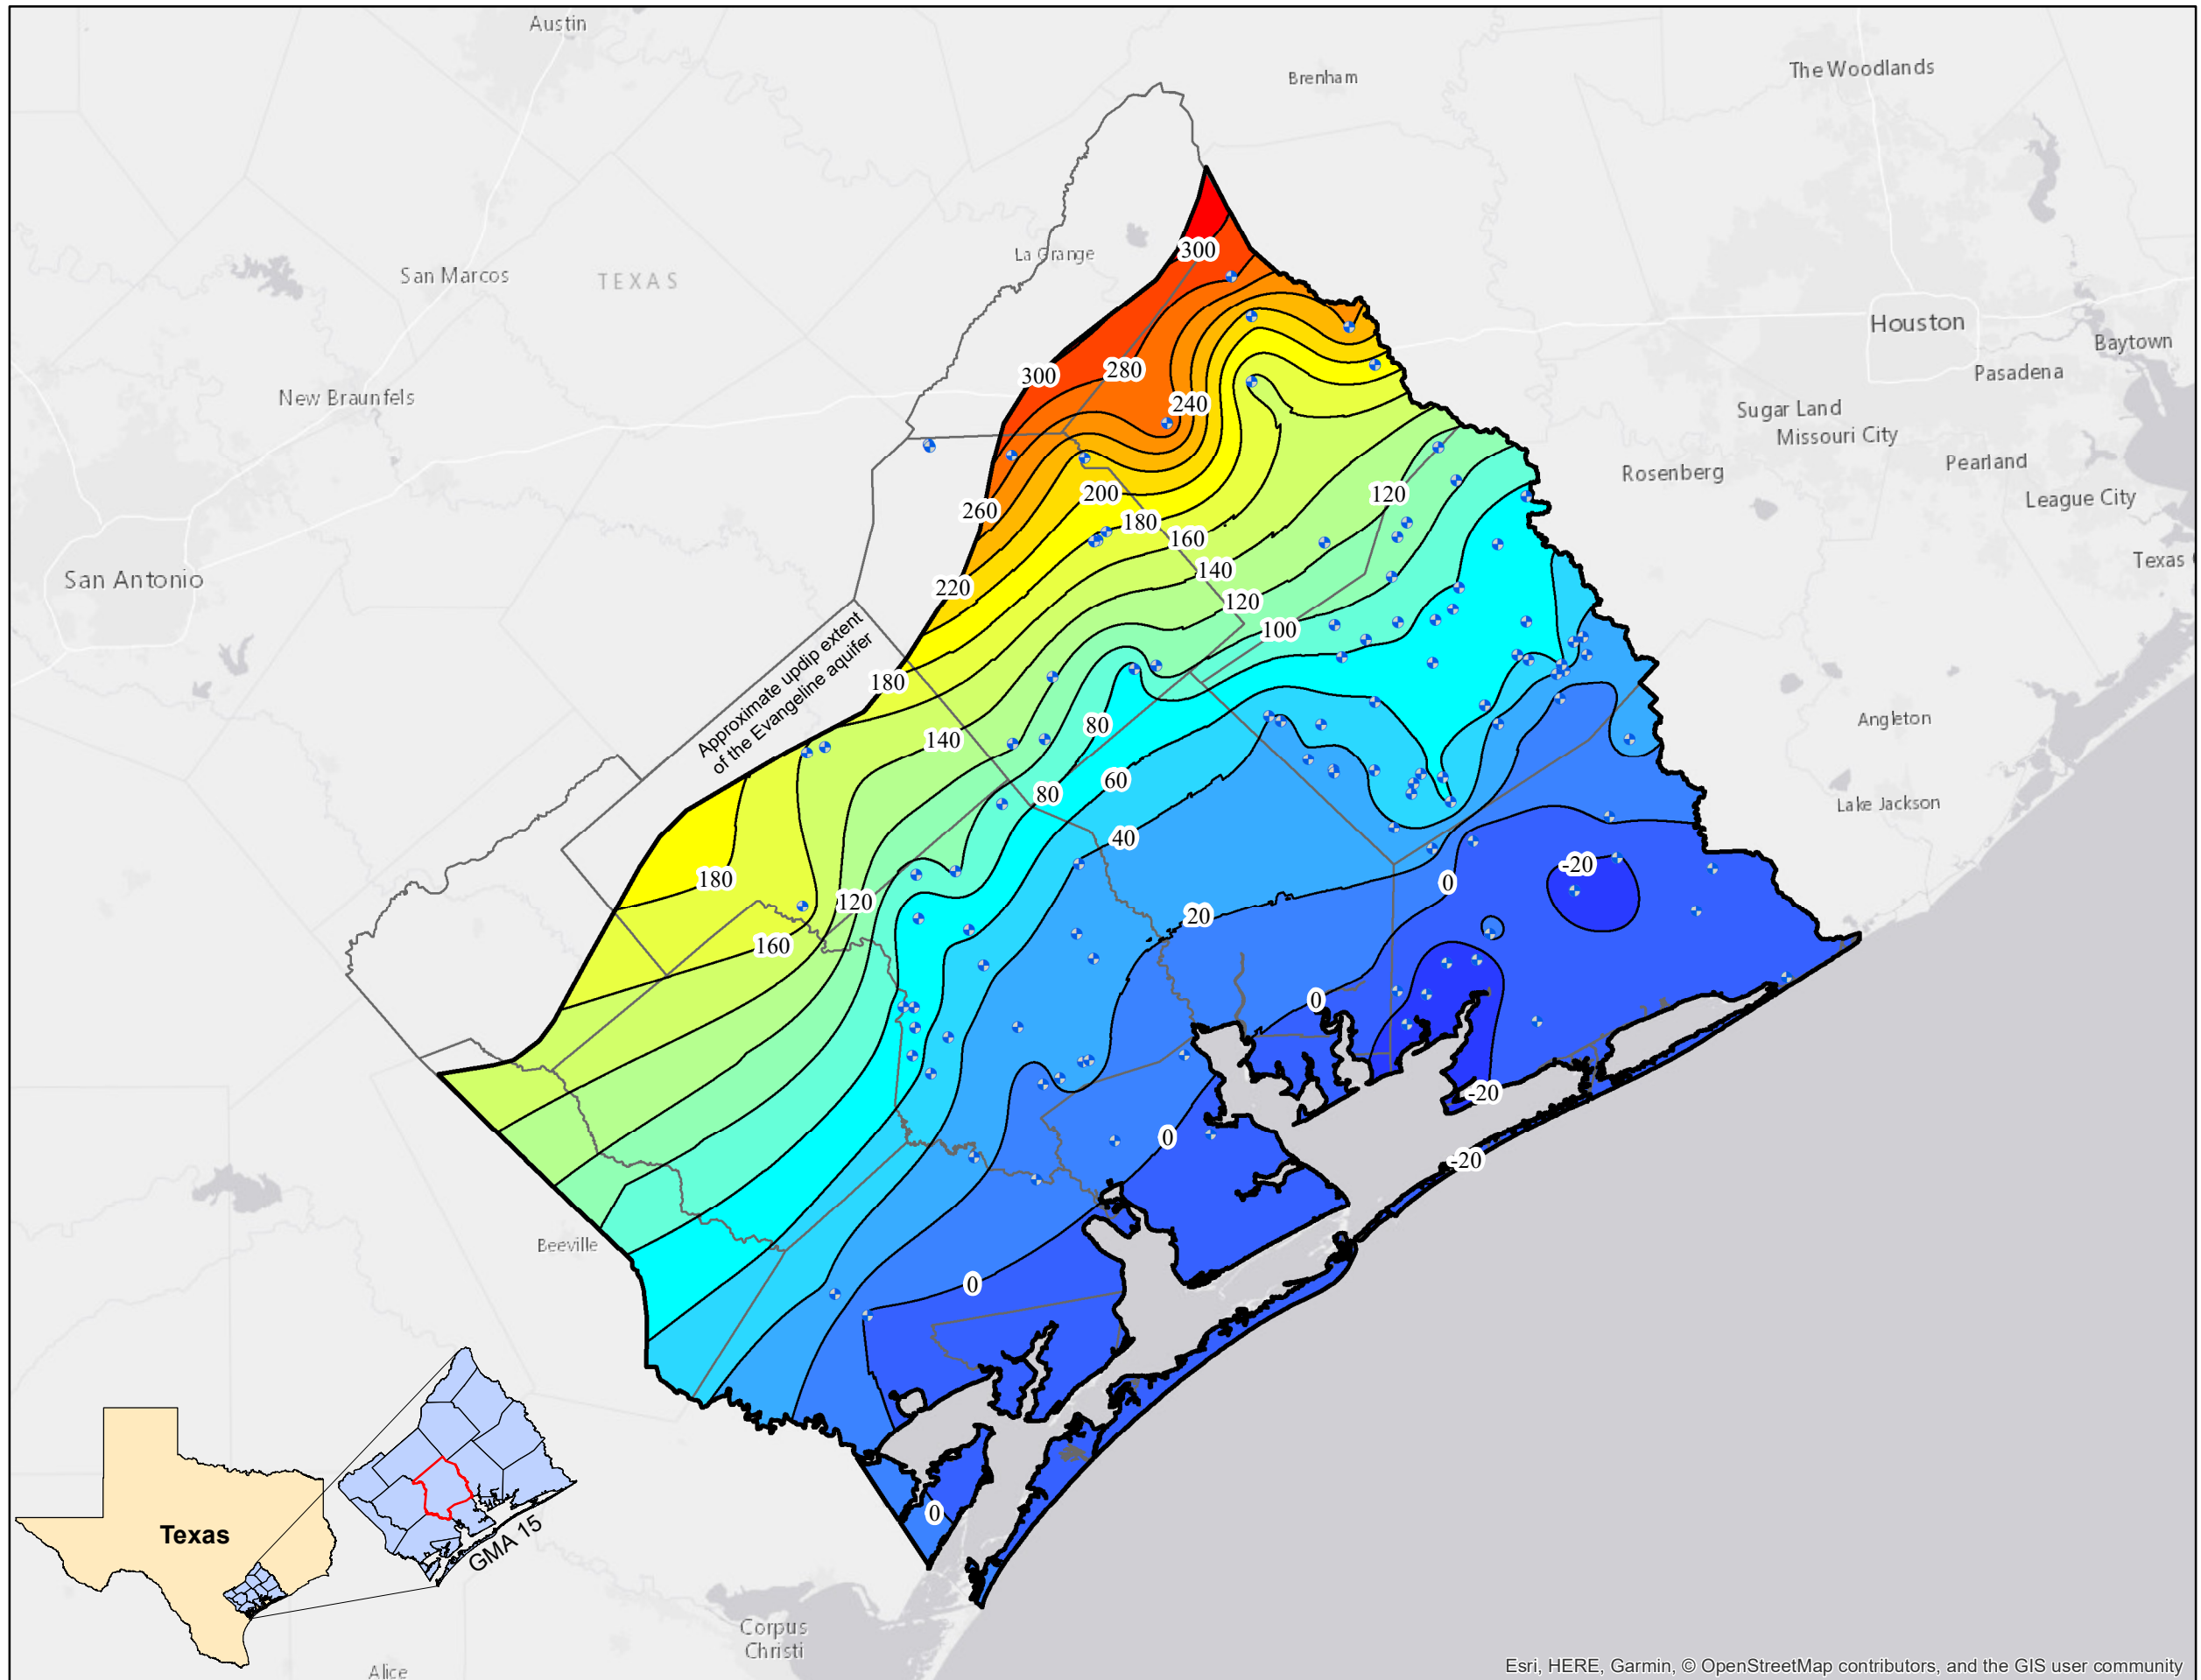 Austin
Brenham
The Woodlands
La Grange
San Marcos
TEXAS
300
Houston
Baytown
300
280
Pasadena
New Braunfels
240
Sugar Land
Missouri City
Pearland
Rosenberg
120
200
League City
260
180
160
Texas
San Antonio
140
220
120
100
Approximate updip extent
of the Evangeline aquifer
180
80
Angleton
140
60
80
Lake Jackson
40
-20
180
0
120
20
160
0
-20
0
-20
Beeville
0
Texas
GMA 15
0
Corpus
Christi
Alice
Esri, HERE, Garmin, © OpenStreetMap contributors, and the GIS user community